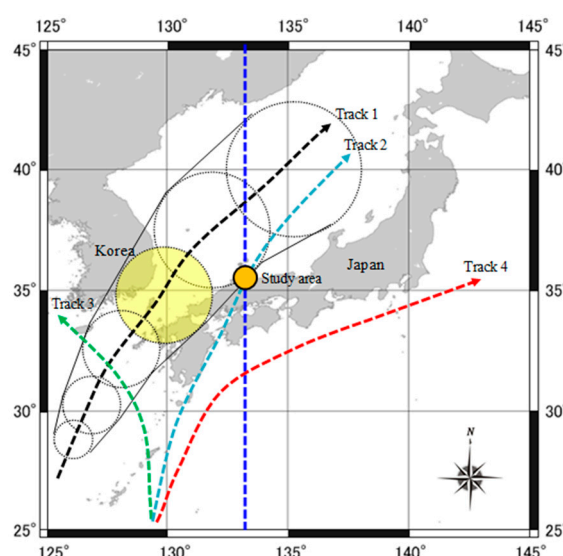 125° 130° 135° 140° 145°
45° 45°
Track 1
Track 2
40° 40°
Korea
Japan
Study area
Track 4
35° 35°
Track 3
30° 30°
N
25° 25°
125° 130° 135° 140° 145°